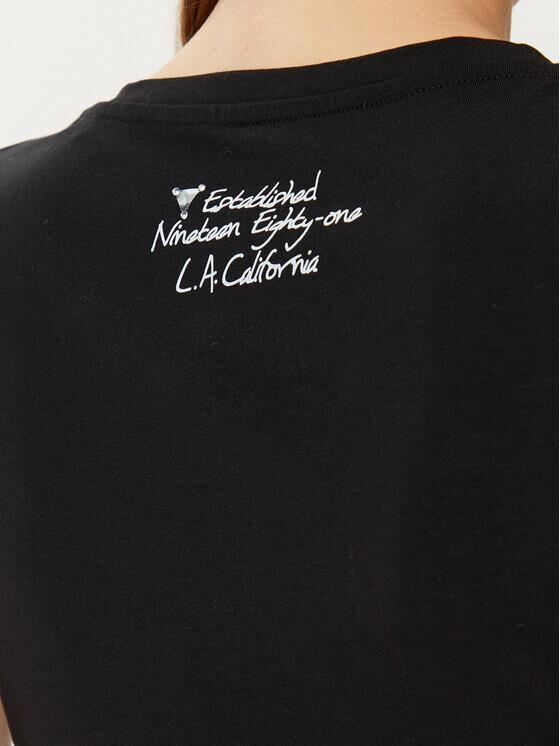 Established
Nineteen Eighty-one
L.A. California